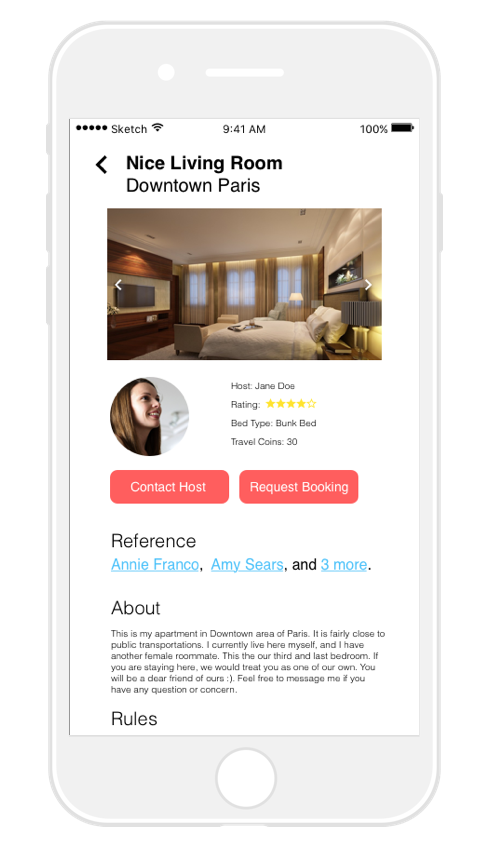 Sketch 9:41 AM 100%
Nice Living Room
Downtown Paris
Host: Jane Doe
Rating:
Bed Type: Bunk Bed
Travel Coins: 30
Contact Host Request Booking
Reference
Annie Franco, Amy Sears, and 3 more.
About
This is my apartment in Downtown area of Paris. It is fairly close to
public transportations. I currently live here myself, and I have
another female roommate. This the our third and last bedroom. If
you are staying here, we would treat you as one of our own. You
will be a dear friend of ours :). Feel free to message me if you
have any question or concern.
Rules